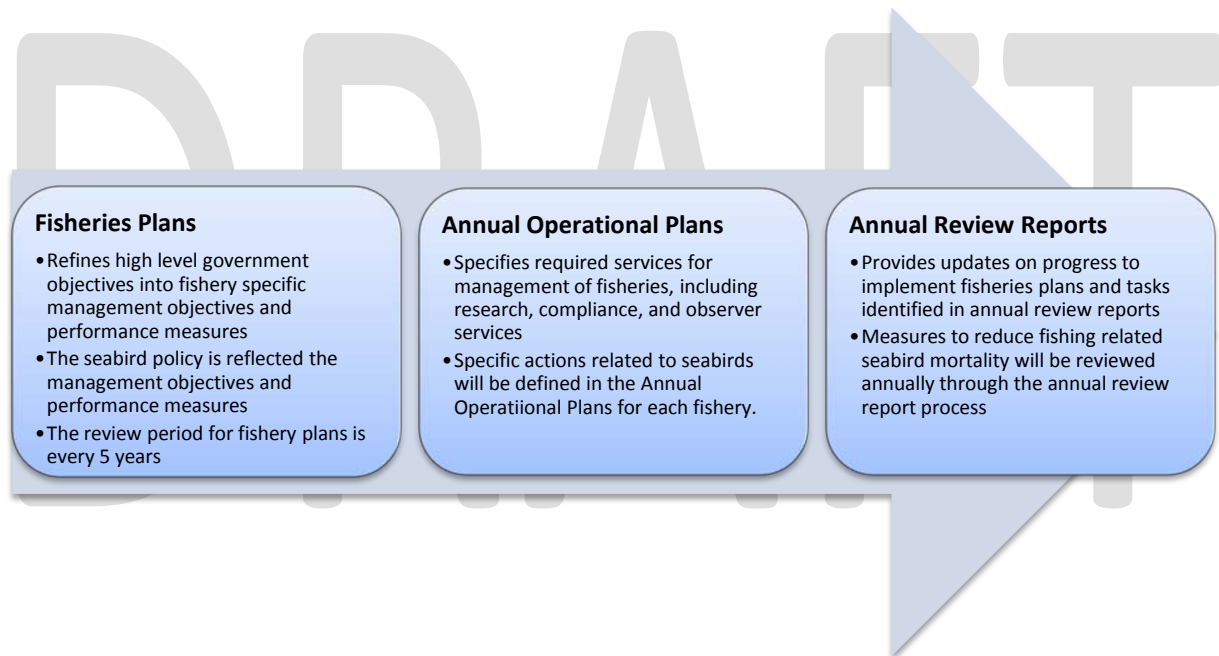 DRAFT
Fisheries Plans
•Refines high level government
objectives into fishery specific
management objectives and
performance measures
•The seabird policy is reflected the
management objectives and
performance measures
•The review period for fishery plans is
every 5 years
Annual Operational Plans
•Specifies required services for
management of fisheries, including
research, compliance, and observer
services
•Specific actions related to seabirds
will be defined in the Annual
Operatiional Plans for each fishery.
Annual Review Reports
•Provides updates on progress to
implement fisheries plans and tasks
identified in annual review reports
•Measures to reduce fishing related
seabird mortality will be reviewed
annually through the annual review
report process